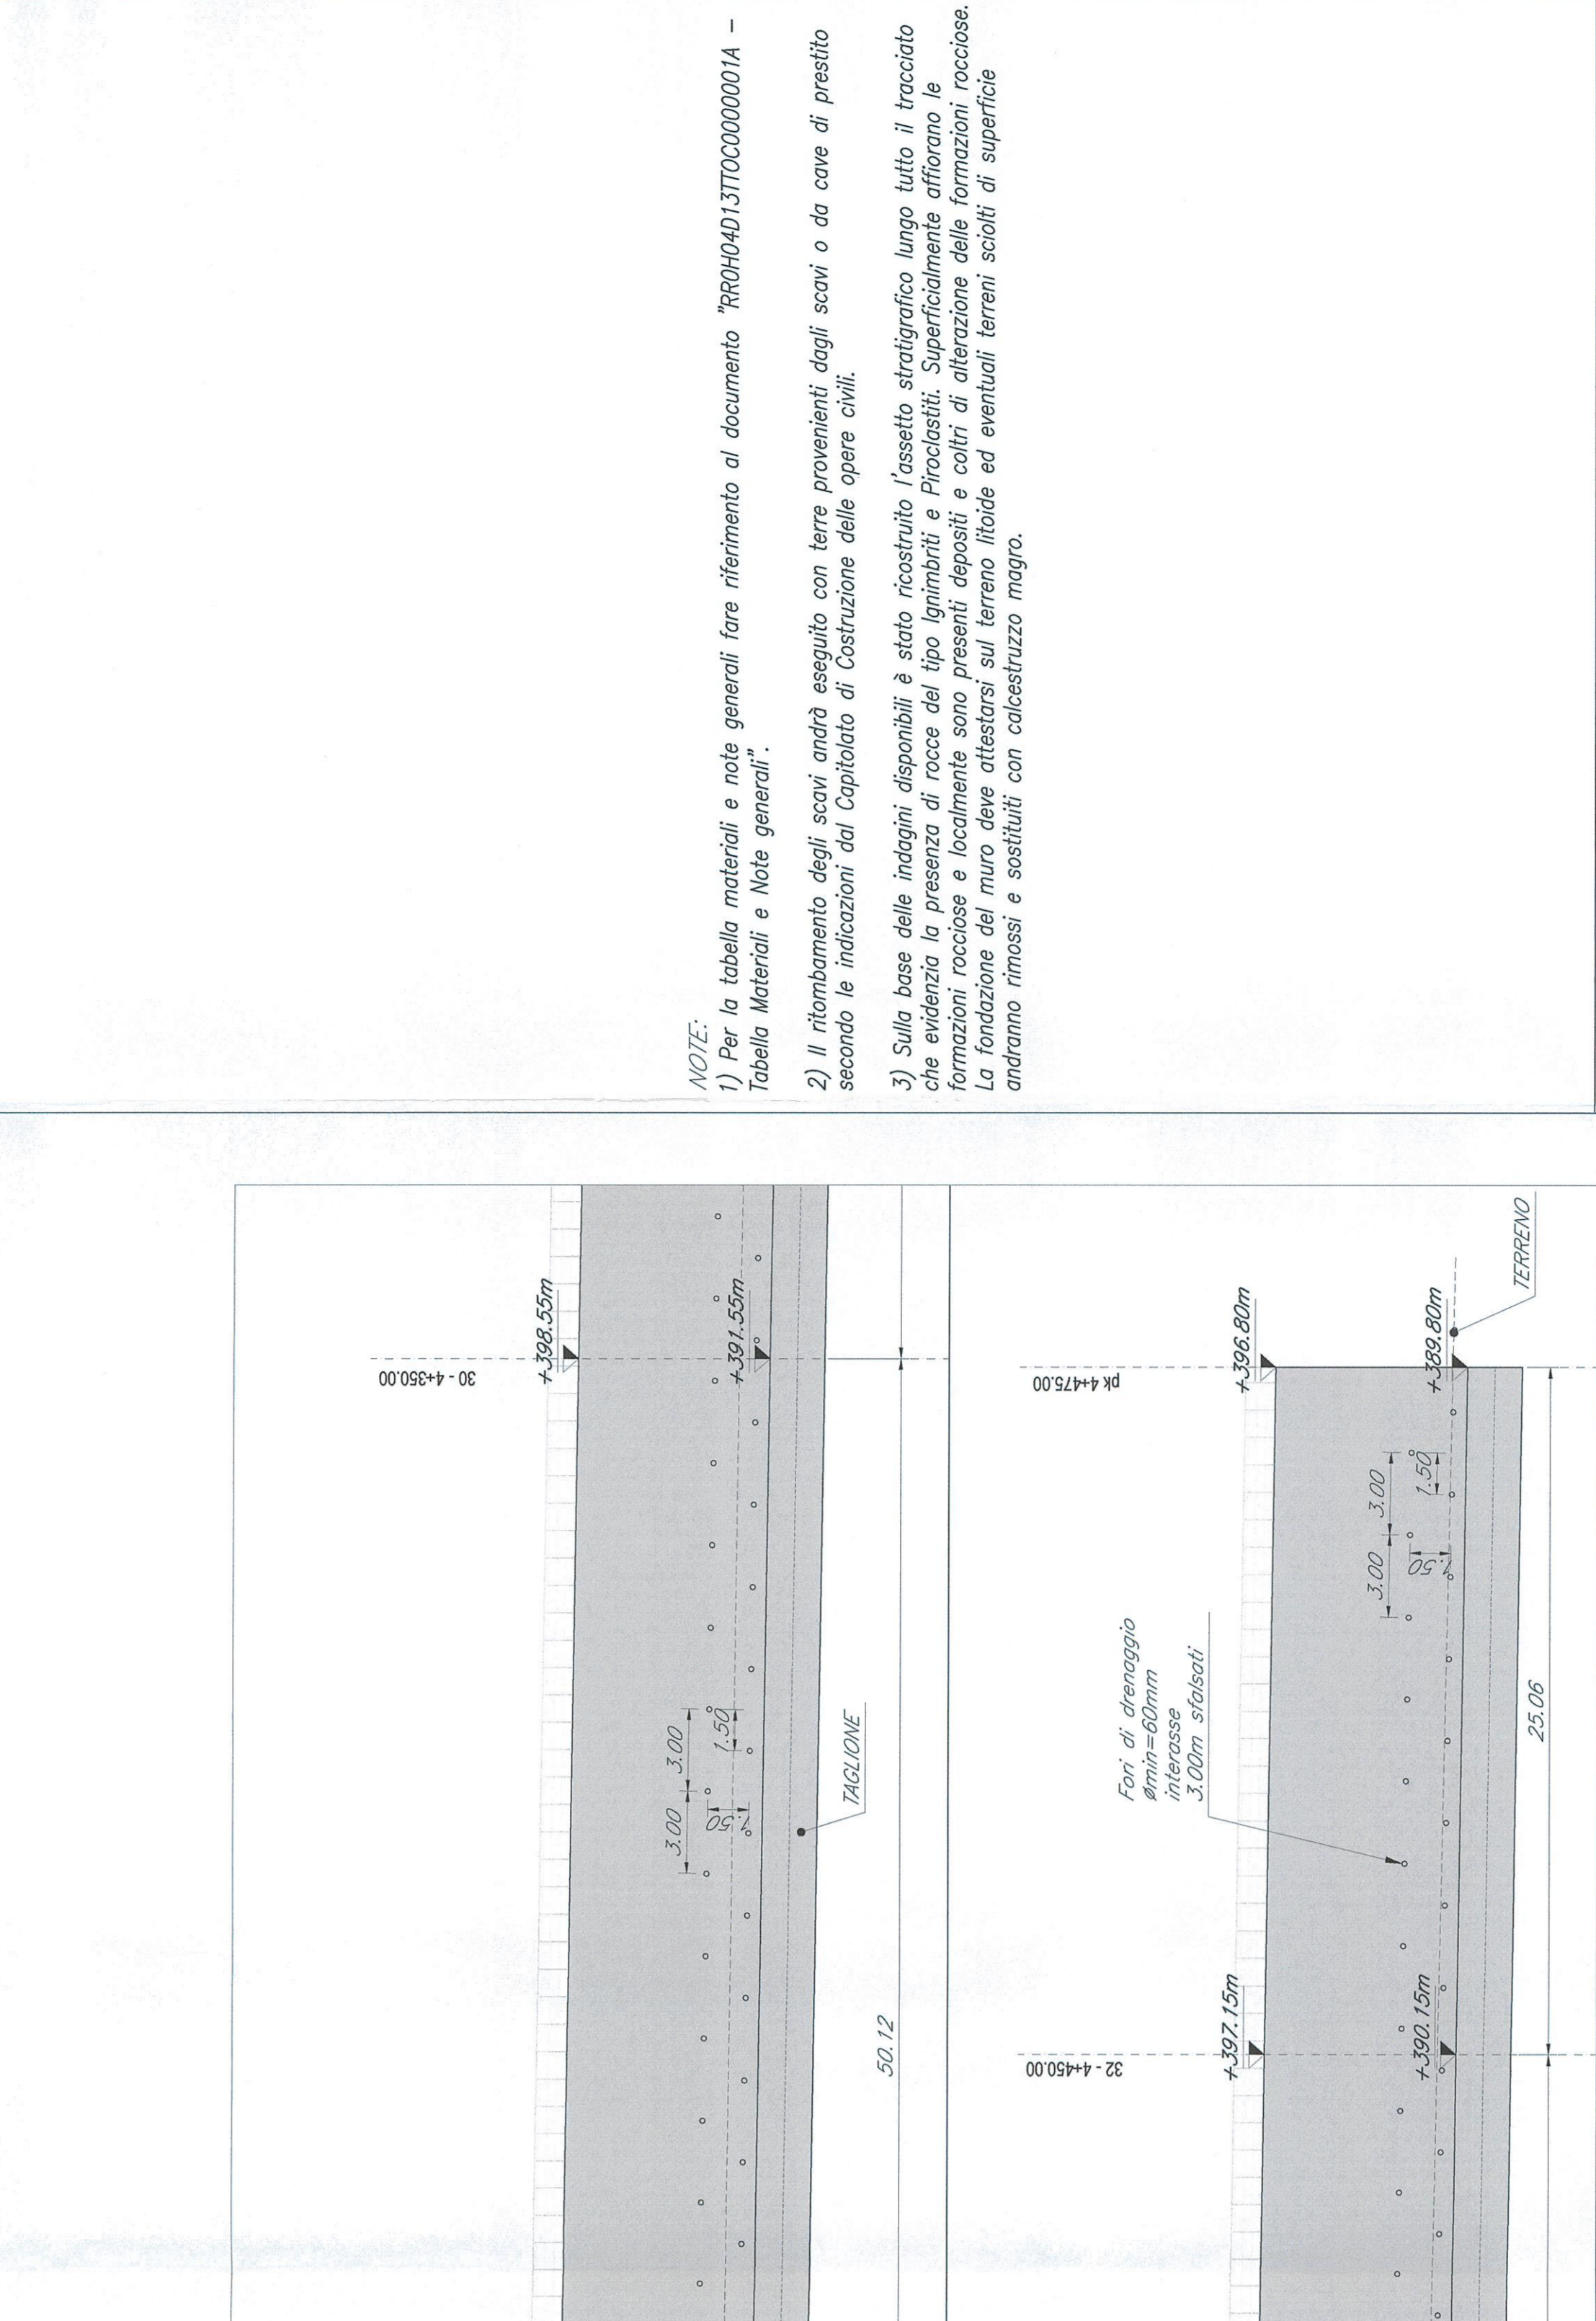 NOTE:
1) Per la tabella materiali e note generali fare riferimento al documento "RR0H04D13TTOC0000001A –
Tabella Materiali e Note generali".
2) Il ritombamento degli scavi andrà eseguito con terre provenienti dagli scavi o da cave di prestito
secondo le indicazioni dal Capitolato di Costruzione delle opere civili.
3) Sulla base delle indagini disponibili è stato ricostruito l'assetto stratigrafico lungo tutto il tracciato
che evidenzia la presenza di rocce del tipo Ignimbriti e Piroclastiti. Superficialmente affiorano le
formazioni rocciose e localmente sono presenti depositi e coltri di alterazione delle formazioni rocciose.
La fondazione del muro deve attestarsi sul terreno litoide ed eventuali terreni sciolti di superficie
andranno rimossi e sostituiti con calcestruzzo magro.
30 - 4+350.00
+398.55m
+391.55m
3.00
3.00
1.50
1.50
TAGLIONE
50.12
pk 4+475.00
+396.80m
+389.80m
TERRENO
3.00
3.00
1.50
1.50
Fori di drenaggio
ømin=60mm
interasse
3.00m sfalsati
25.06
32 - 4+450.00
+397.15m
+390.15m